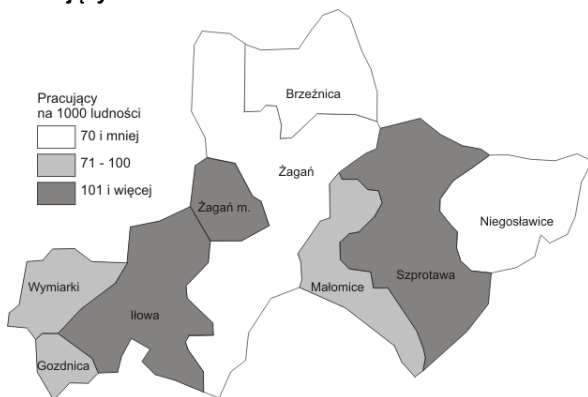 Pracujący
na 1000 ludności
70 i mniej
71 - 100
101 i więcej
Brzeźnica
Żagań
Żagań m.
Niegosławice
Wymiarki
Iłowa
Małomice
Szprotawa
Gozdnica